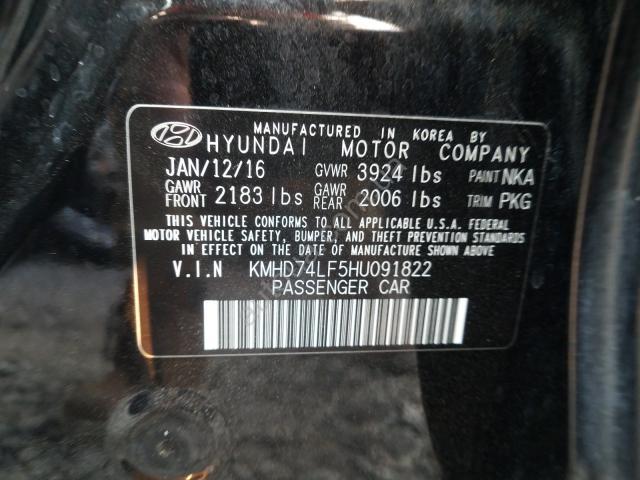 MANUFACTURED IN KOREA BY
HYUNDAI MOTOR COMPANY
JAN/12/16 GVWR 3924 lbs PAINT NKA
GAWR FRONT 2183 lbs GAWR REAR 2006 lbs TRIM PKG
THIS VEHICLE CONFORMS TO ALL APPLICABLE U.S.A. FEDERAL
MOTOR VEHICLE SAFETY, BUMPER, AND THEFT PREVENTION STANDARDS
IN EFFECT ON THE DATE OF MANUFACTURE SHOWN ABOVE.
V.I.N KMHD74LF5HU091822
PASSENGER CAR